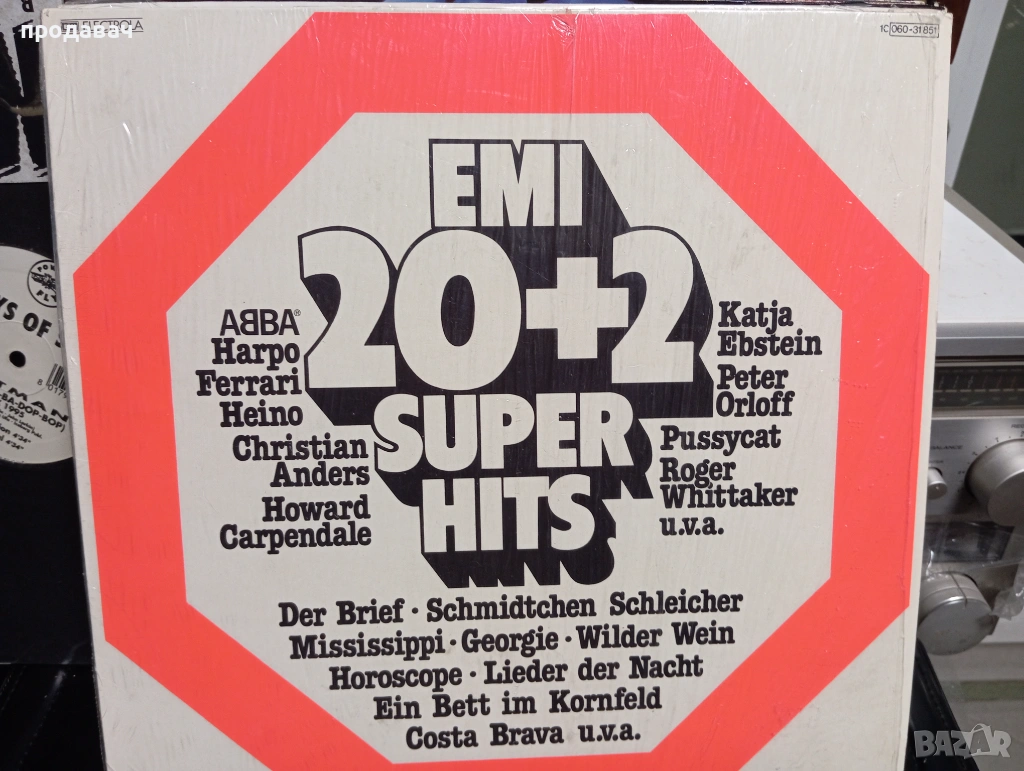 продавач
ELECTROLA
1C 060-31851
EMI
20+2
SUPER
HITS
ABBA®
Harpo
Ferrari
Heino
Christian
Anders
Howard
Carpendale
Katja
Ebstein
Peter
Orloff
Pussycat
Roger
Whittaker
u.v.a.
Der Brief · Schmidtchen Schleicher
Mississippi · Georgie · Wilder Wein
Horoscope · Lieder der Nacht
Ein Bett im Kornfeld
Costa Brava u.v.a.
BAZAR